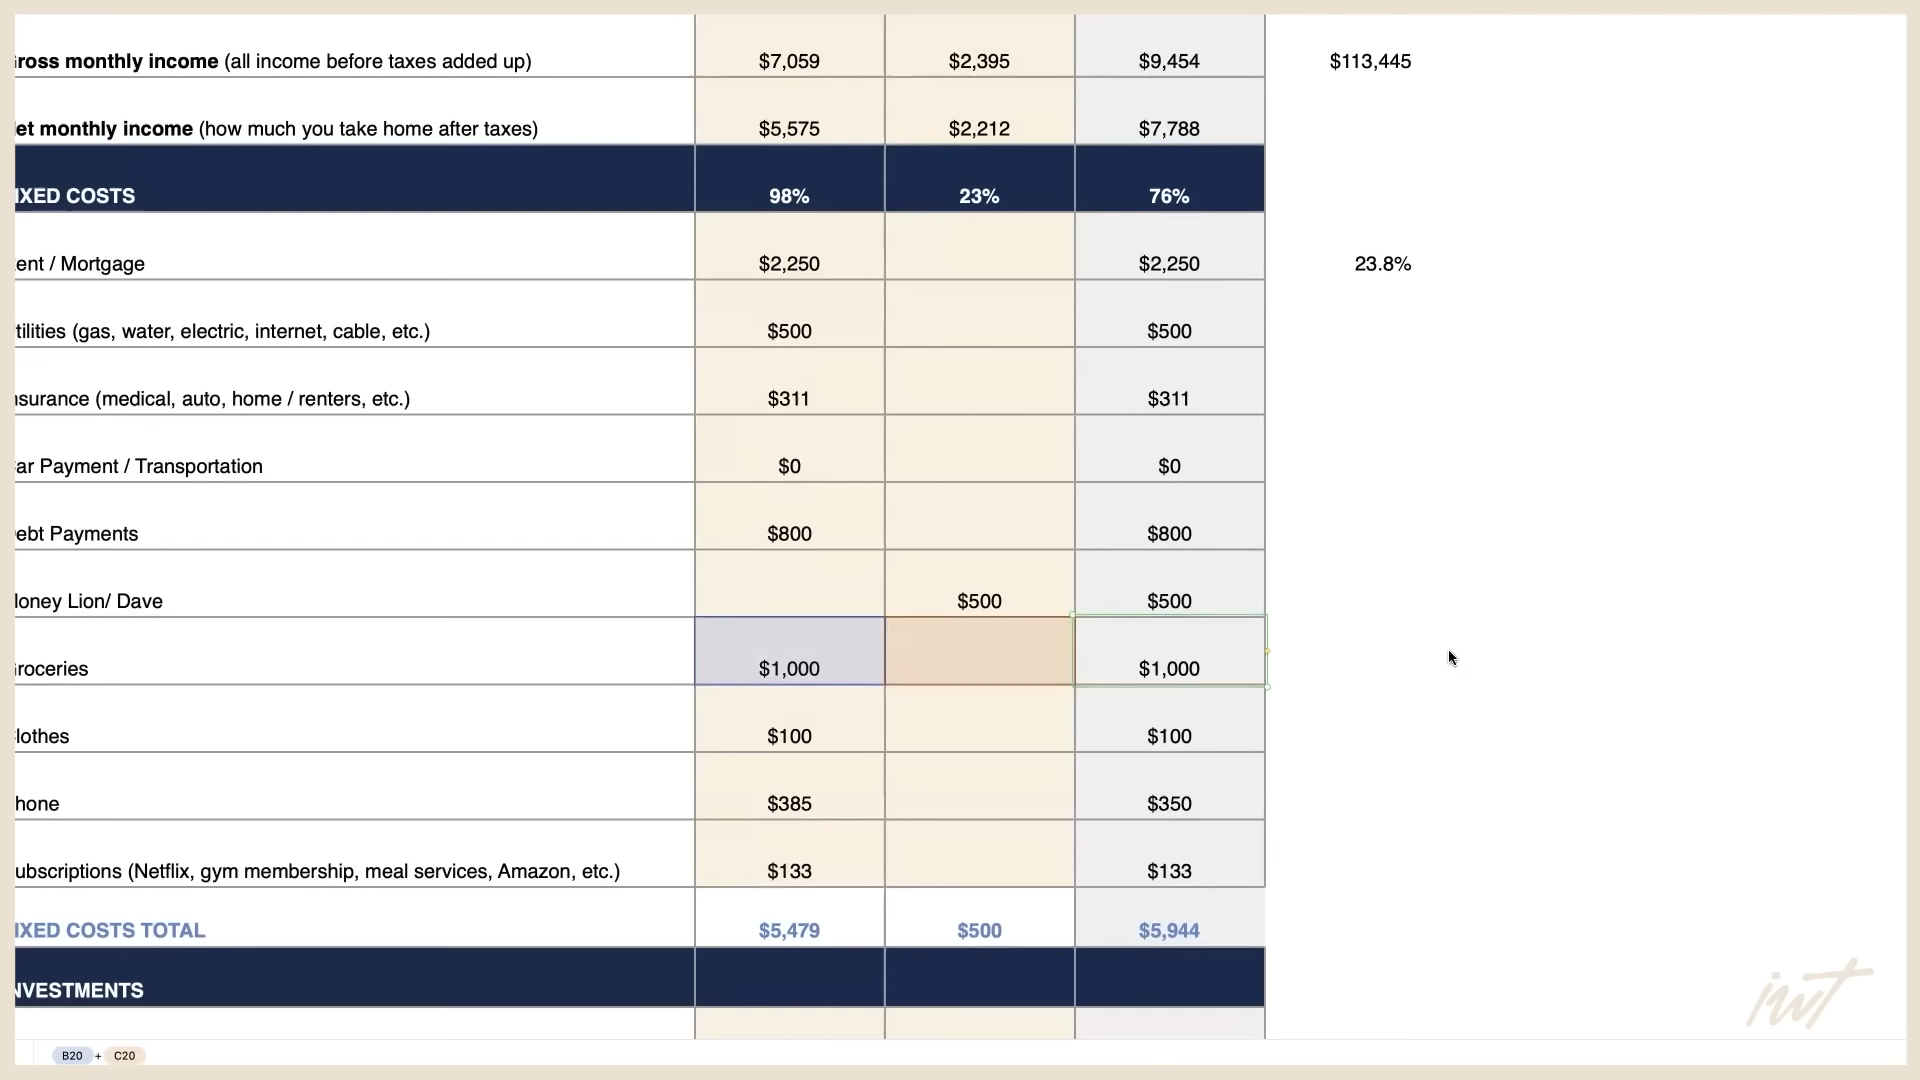 ross monthly income (all income before taxes added up) $7,059 $2,395 $9,454 $113,445
et monthly income (how much you take home after taxes) $5,575 $2,212 $7,788
IXED COSTS 98% 23% 76%
ent / Mortgage $2,250 $2,250 23.8%
tilities (gas, water, electric, internet, cable, etc.) $500 $500
nsurance (medical, auto, home / renters, etc.) $311 $311
ar Payment / Transportation $0 $0
ebt Payments $800 $800
oney Lion/ Dave $500 $500
roceries $1,000 $1,000
lothes $100 $100
hone $385 $350
ubscriptions (Netflix, gym membership, meal services, Amazon, etc.) $133 $133
IXED COSTS TOTAL $5,479 $500 $5,944
NVESTMENTS
iwt
B20 + C20